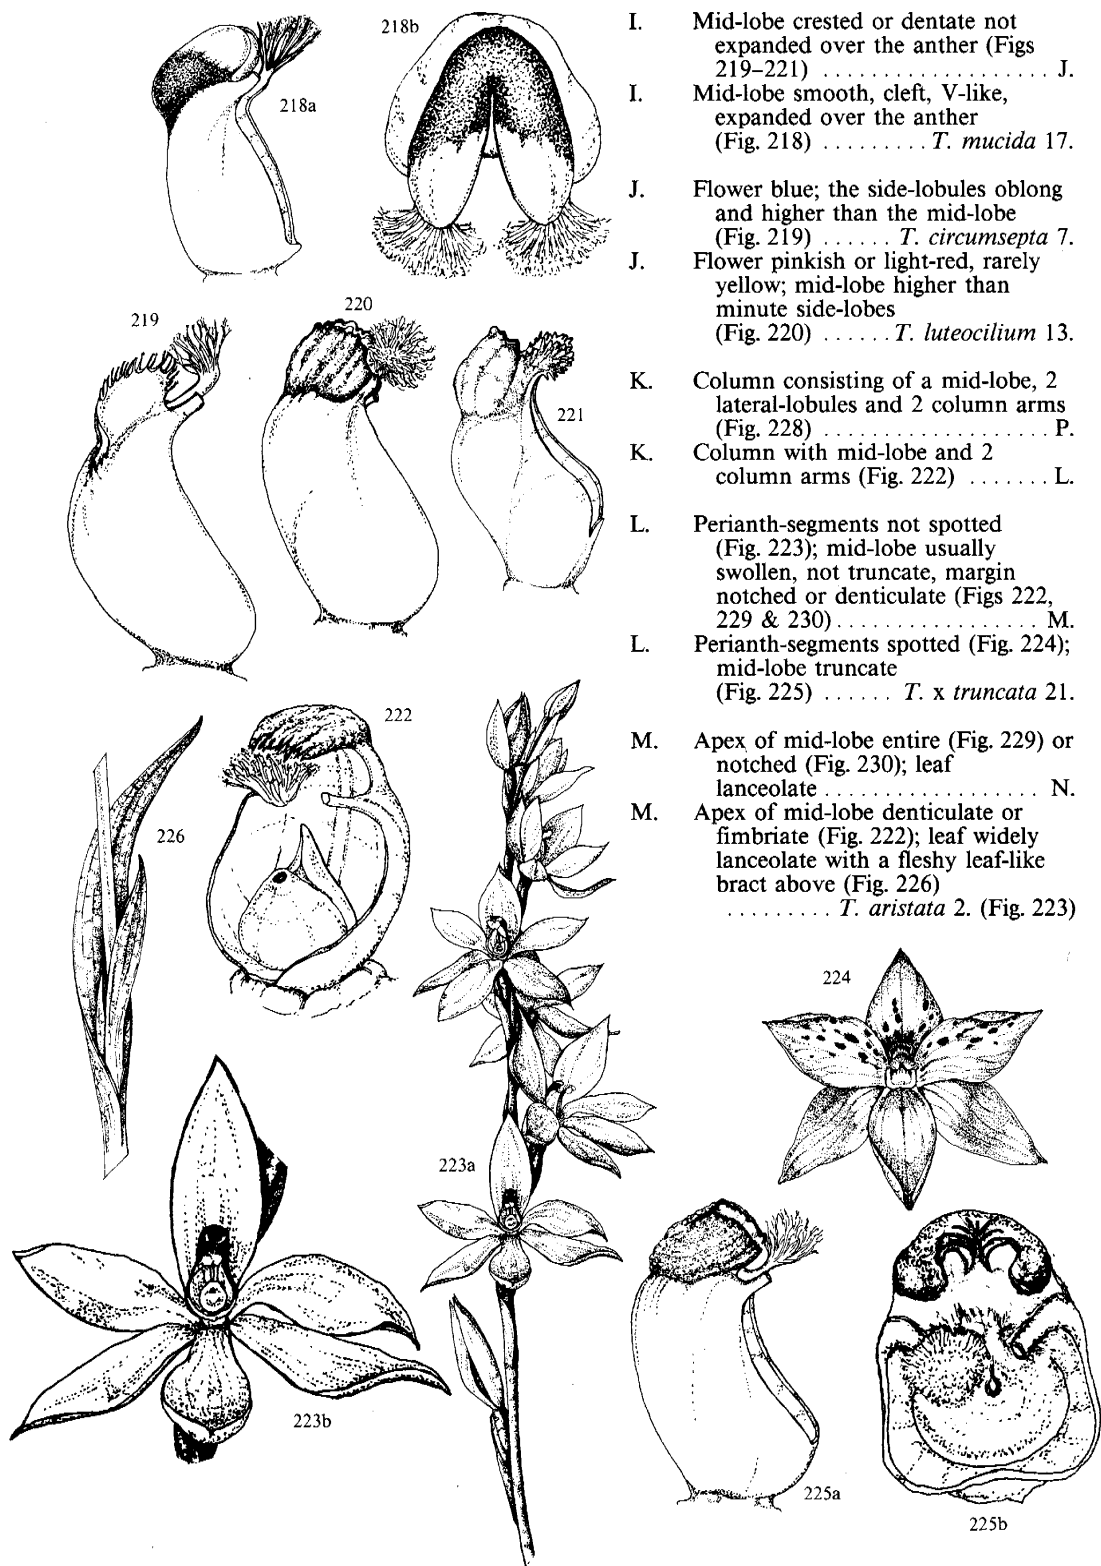 I. Mid-lobe crested or dentate not
expanded over the anther (Figs
219–221) . . . . . . . . . . . . . . . . . . . . J.
I. Mid-lobe smooth, cleft, V-like,
expanded over the anther
(Fig. 218) . . . . . . . . . T. mucida 17.
J. Flower blue; the side-lobules oblong
and higher than the mid-lobe
(Fig. 219) . . . . . . T. circumsepta 7.
J. Flower pinkish or light-red, rarely
yellow; mid-lobe higher than
minute side-lobes
(Fig. 220) . . . . . . T. luteocilium 13.
K. Column consisting of a mid-lobe, 2
lateral-lobules and 2 column arms
(Fig. 228) . . . . . . . . . . . . . . . . . . . P.
K. Column with mid-lobe and 2
column arms (Fig. 222) . . . . . . . L.
L. Perianth-segments not spotted
(Fig. 223); mid-lobe usually
swollen, not truncate, margin
notched or denticulate (Figs 222,
229 & 230) . . . . . . . . . . . . . . . . . M.
L. Perianth-segments spotted (Fig. 224);
mid-lobe truncate
(Fig. 225) . . . . . . T. x truncata 21.
M. Apex of mid-lobe entire (Fig. 229) or
notched (Fig. 230); leaf
lanceolate . . . . . . . . . . . . . . . . . . N.
M. Apex of mid-lobe denticulate or
fimbriate (Fig. 222); leaf widely
lanceolate with a fleshy leaf-like
bract above (Fig. 226)
. . . . . . . . . T. aristata 2. (Fig. 223)
218a
218b
219
220
221
222
226
223a
223b
224
225a
225b